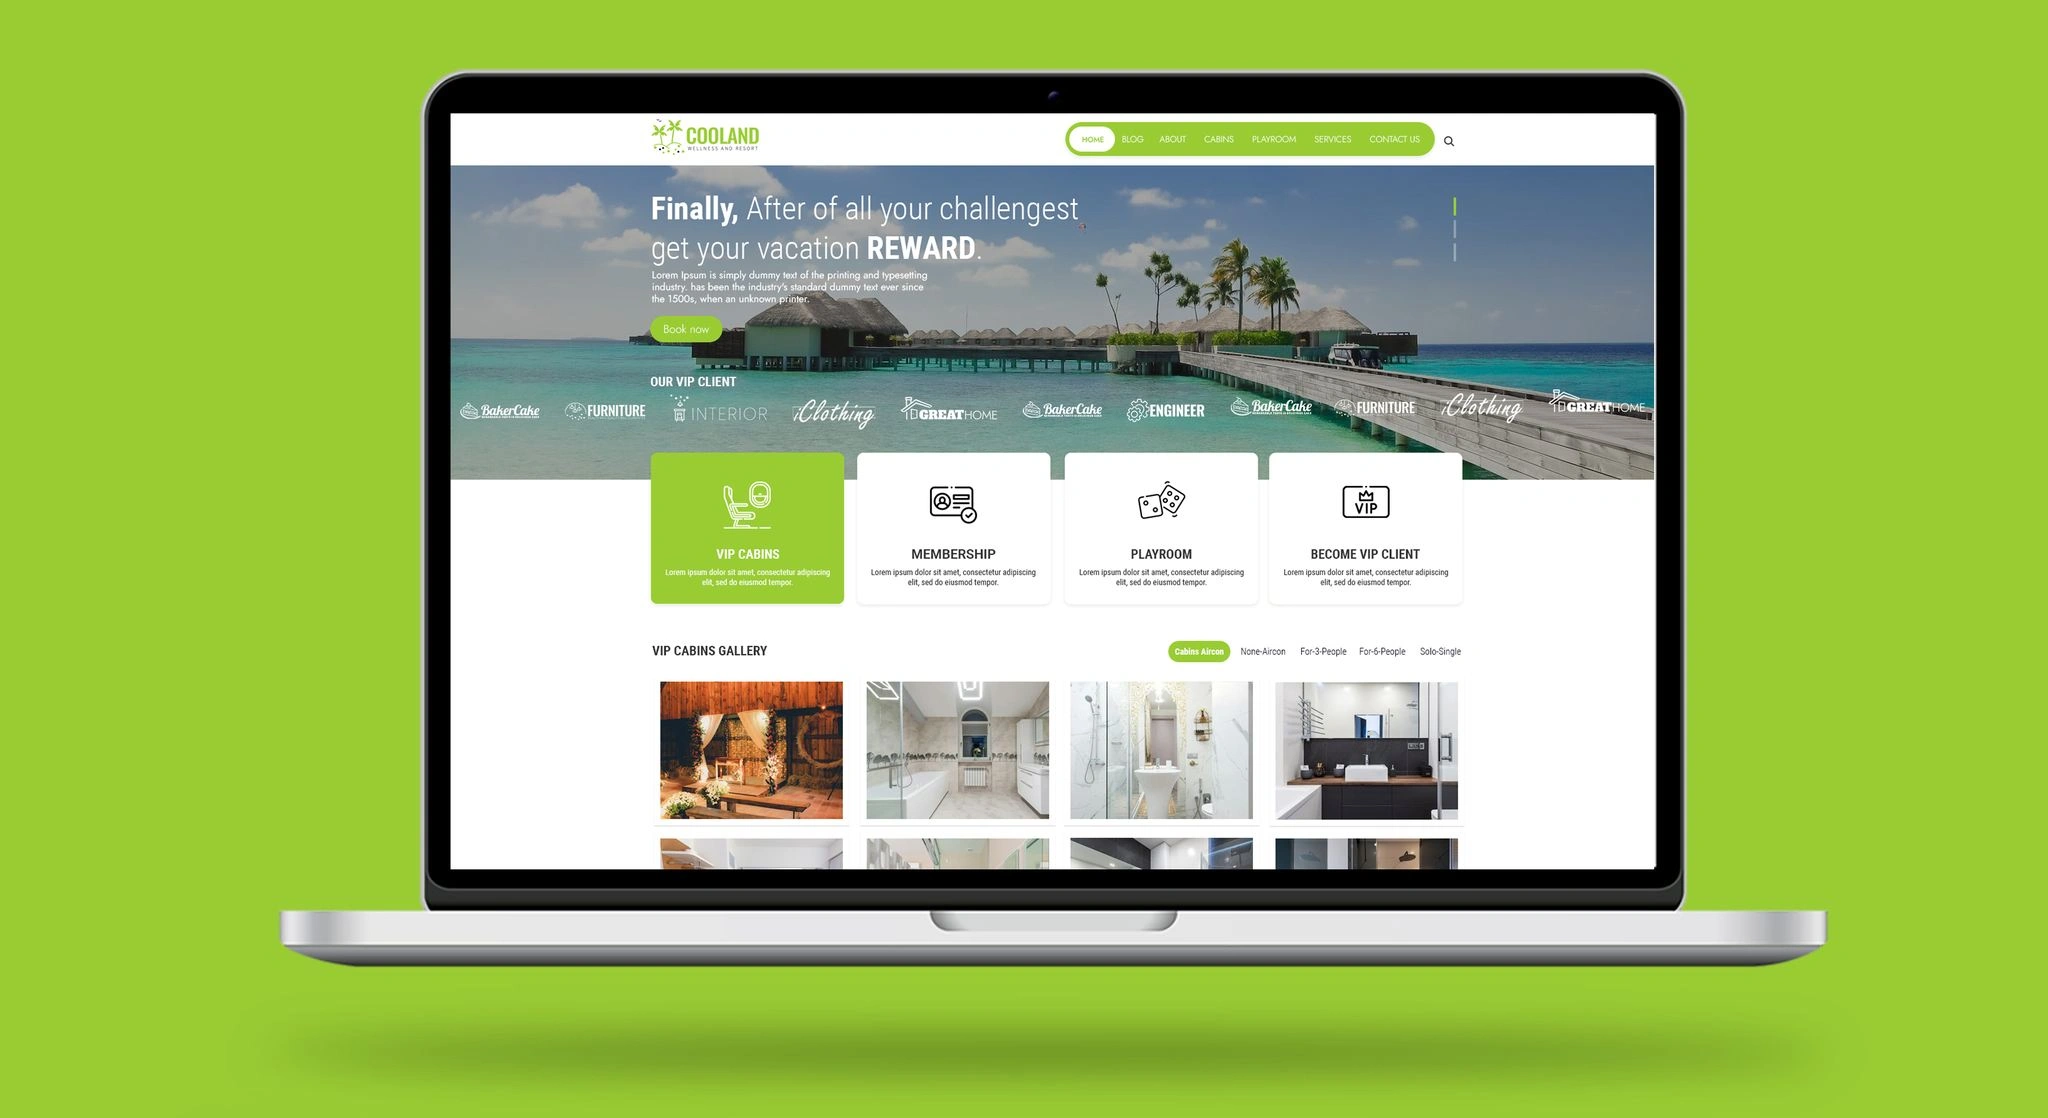 COOLAND
WELLNESS AND RESORT
HOME BLOG ABOUT CABINS PLAYROOM SERVICES CONTACT US
Finally, After of all your challengest
get your vacation REWARD.
Lorem Ipsum is simply dummy text of the printing and typesetting
industry. has been the industry's standard dummy text ever since
the 1500s, when an unknown printer.
Book now
OUR VIP CLIENT
BakerCake FURNITURE INTERIOR iClothing GREATHOME BakerCake ENGINEER BakerCake FURNITURE iClothing GREATHOME
VIP CABINS
Lorem ipsum dolor sit amet, consectetur adipiscing
elit, sed do eiusmod tempor.
MEMBERSHIP
Lorem ipsum dolor sit amet, consectetur adipiscing
elit, sed do eiusmod tempor.
PLAYROOM
Lorem ipsum dolor sit amet, consectetur adipiscing
elit, sed do eiusmod tempor.
VIP
BECOME VIP CLIENT
Lorem ipsum dolor sit amet, consectetur adipiscing
elit, sed do eiusmod tempor.
VIP CABINS GALLERY
Cabins Aircon None-Aircon For-3-People For-6-People Solo-Single